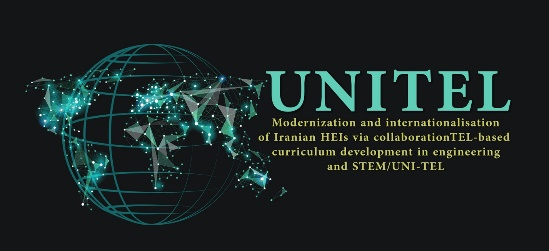 UNITEL
Modernization and internationalisation
of Iranian HEIs via collaborationTEL-based
curriculum development in engineering
and STEM/UNI-TEL